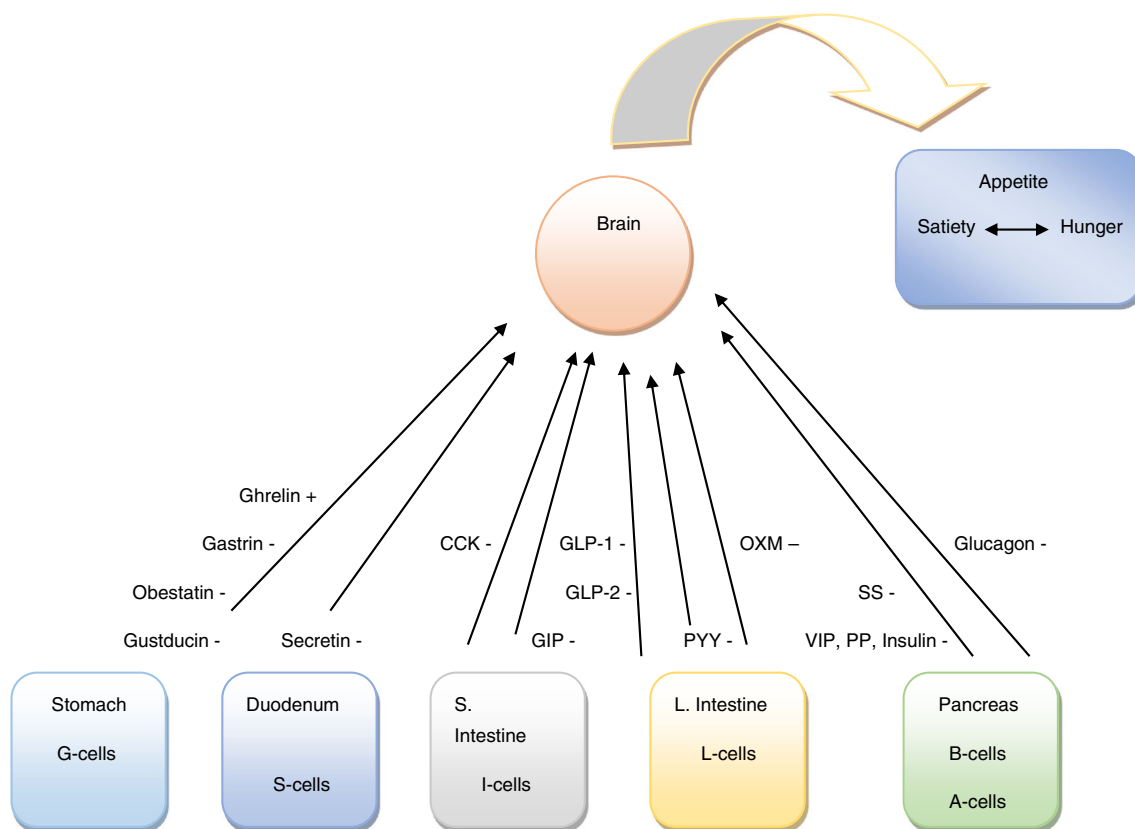 Appetite
Satiety Hunger
Brain
Ghrelin +
Gastrin - CCK - GLP-1 - OXM – Glucagon -
Obestatin - GLP-2 - SS -
Gustducin - Secretin - GIP - PYY - VIP, PP, Insulin -
Stomach
G-cells
Duodenum
S-cells
S.
Intestine
I-cells
L. Intestine
L-cells
Pancreas
B-cells
A-cells